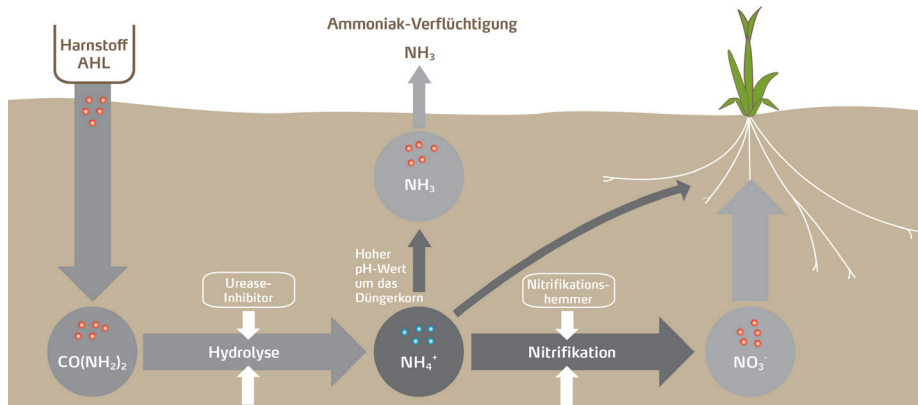 Harnstoff
AHL
Ammoniak-Verflüchtigung
NH₃
NH₃
Hoher
pH-Wert
um das
Düngerkorn
Urease-
Inhibitor
Nitrifikations-
hemmer
CO(NH₂)₂
Hydrolyse
NH₄⁺
Nitrifikation
NO₃⁻